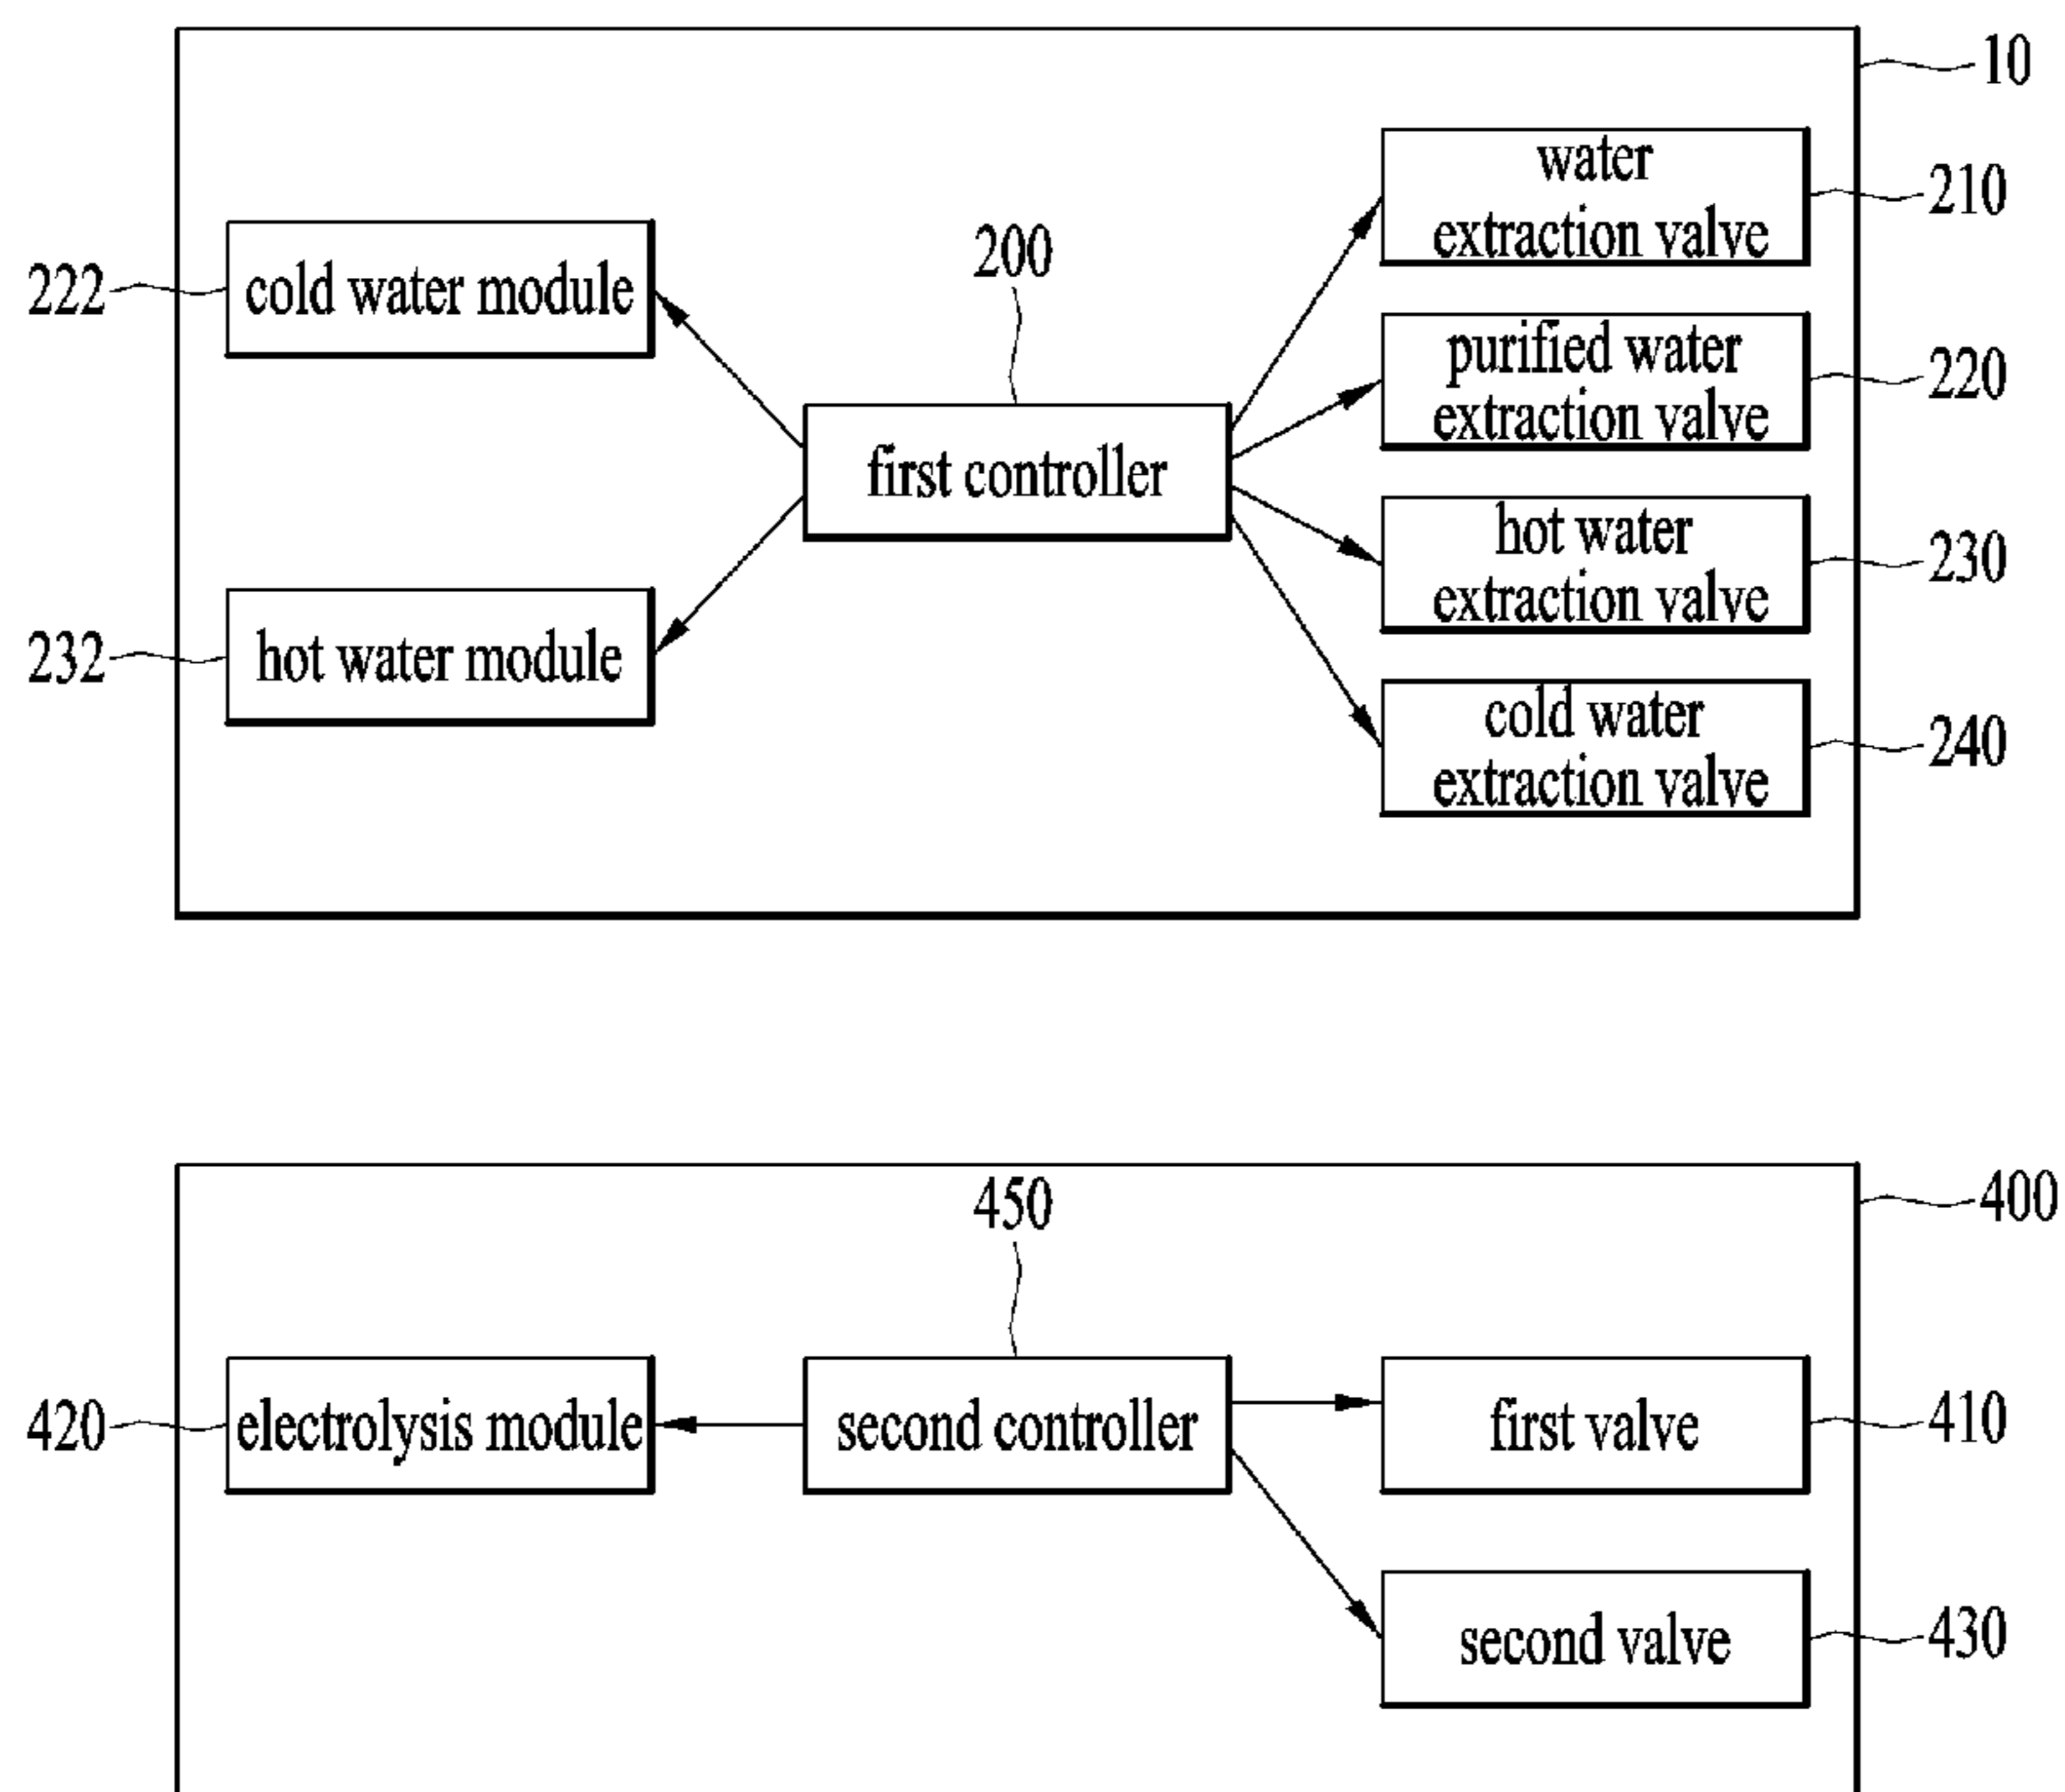 10
water
extraction valve
210
200
222
cold water module
purified water
extraction valve
220
first controller
hot water
extraction valve
230
232
hot water module
cold water
extraction valve
240
400
450
420
electrolysis module
second controller
first valve
410
second valve
430